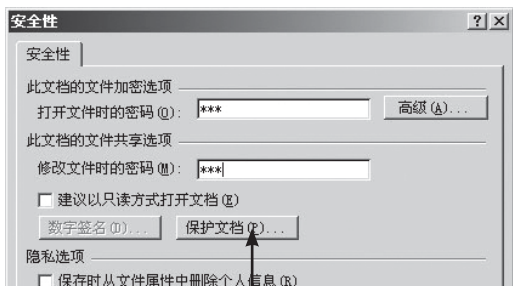 安全性
安全性
此文档的文件加密选项
打开文件时的密码(O): *** 高级(A)...
此文档的文件共享选项
修改文件时的密码(M): ***
建议以只读方式打开文档(E)
数字签名(D)... 保护文档(P)...
隐私选项
保存时从文件属性中删除个人信息(R)